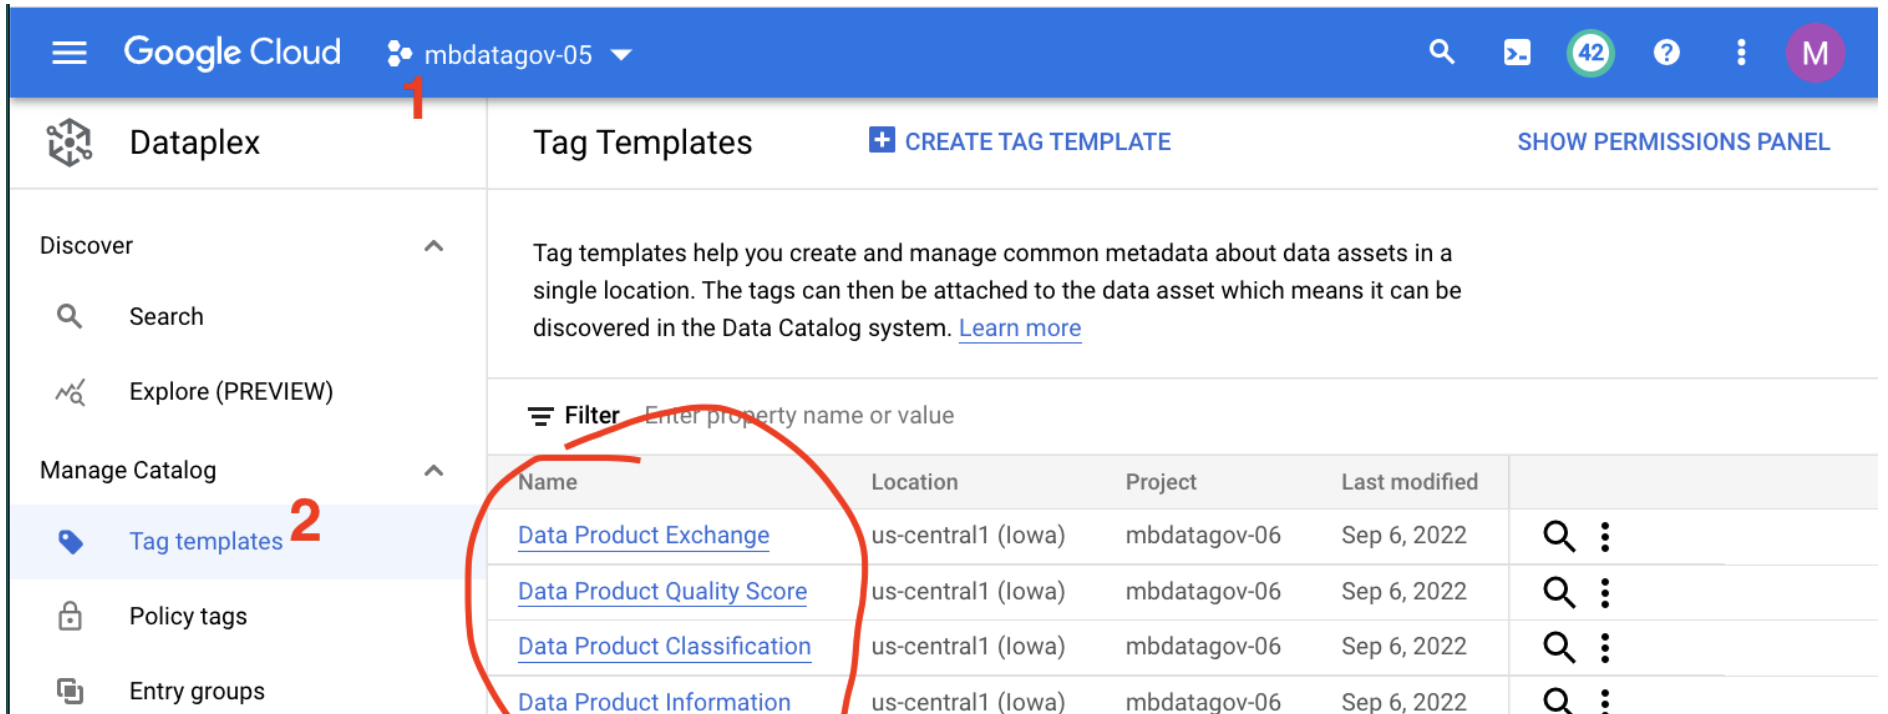 Google Cloud mbdatagov-05 42 ? M
1
Dataplex
Tag Templates
CREATE TAG TEMPLATE
SHOW PERMISSIONS PANEL
Discover
Search
Explore (PREVIEW)
Manage Catalog
Tag templates 2
Policy tags
Entry groups
Tag templates help you create and manage common metadata about data assets in a
single location. The tags can then be attached to the data asset which means it can be
discovered in the Data Catalog system. Learn more
Filter Enter property name or value
Name Location Project Last modified
Data Product Exchange us-central1 (Iowa) mbdatagov-06 Sep 6, 2022
Data Product Quality Score us-central1 (Iowa) mbdatagov-06 Sep 6, 2022
Data Product Classification us-central1 (Iowa) mbdatagov-06 Sep 6, 2022
Data Product Information us-central1 (Iowa) mbdatagov-06 Sep 6, 2022